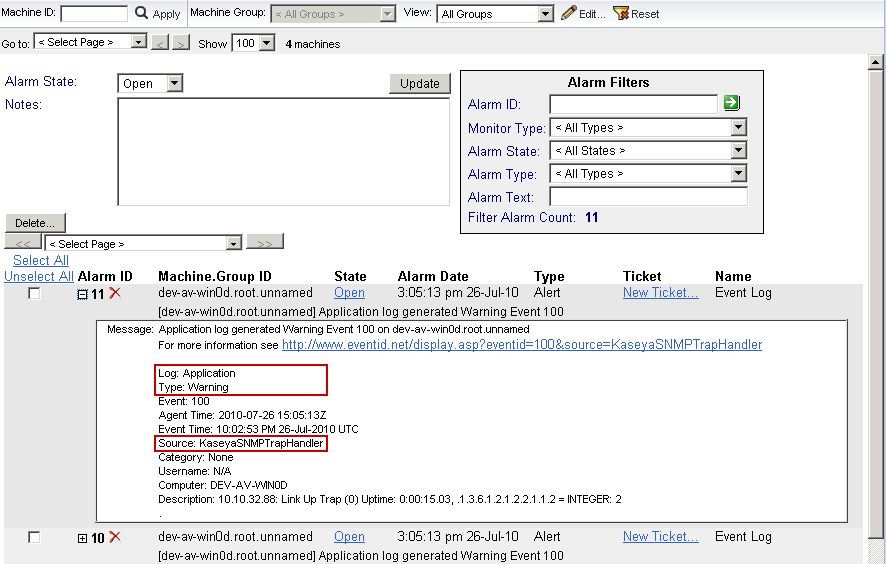 Machine ID: Apply Machine Group: < All Groups > View: All Groups Edit... Reset
Go to: < Select Page > < > Show 100 4 machines
Alarm State: Open Update
Notes:
Alarm Filters
Alarm ID:
Monitor Type: < All Types >
Alarm State: < All States >
Alarm Type: < All Types >
Alarm Text:
Filter Alarm Count: 11
Delete...
<< < Select Page > >>
Select All
Unselect All Alarm ID Machine.Group ID State Alarm Date Type Ticket Name
11 dev-av-win0d.root.unnamed Open 3:05:13 pm 26-Jul-10 Alert New Ticket... Event Log
[dev-av-win0d.root.unnamed] Application log generated Warning Event 100
Message: Application log generated Warning Event 100 on dev-av-win0d.root.unnamed
For more information see http://www.eventid.net/display.asp?eventid=100&source=KaseyaSNMPTrapHandler
Log: Application
Type: Warning
Event: 100
Agent Time: 2010-07-26 15:05:13Z
Event Time: 10:02:53 PM 26-Jul-2010 UTC
Source: KaseyaSNMPTrapHandler
Category: None
Username: N/A
Computer: DEV-AV-WIN0D
Description: 10.10.32.88: Link Up Trap (0) Uptime: 0:00:15.03, .1.3.6.1.2.1.2.2.1.1.2 = INTEGER: 2
.
10 dev-av-win0d.root.unnamed Open 3:05:13 pm 26-Jul-10 Alert New Ticket... Event Log
[dev-av-win0d.root.unnamed] Application log generated Warning Event 100